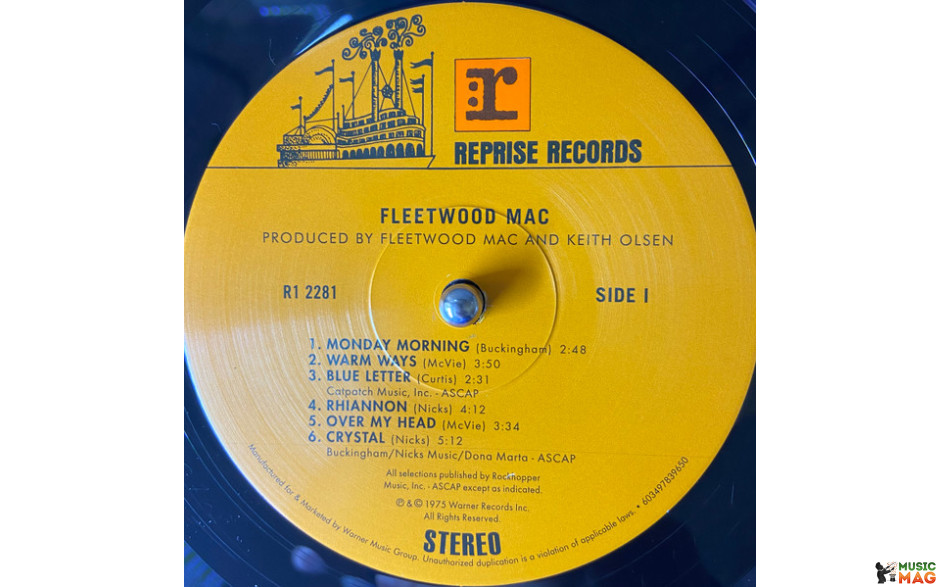 r
REPRISE RECORDS
FLEETWOOD MAC
PRODUCED BY FLEETWOOD MAC AND KEITH OLSEN
R1 2281
SIDE 1
1. MONDAY MORNING (Buckingham) 2:48
2. WARM WAYS (McVie) 3:50
3. BLUE LETTER (Curtis) 2:31
Catpatch Music, Inc. - ASCAP
4. RHIANNON (Nicks) 4:12
5. OVER MY HEAD (McVie) 3:34
6. CRYSTAL (Nicks) 5:12
Buckingham/Nicks Music/Dona Marta - ASCAP
All selections published by Rockhopper
Music, Inc. - ASCAP except as indicated.
℗ & © 1975 Warner Records Inc.
All Rights Reserved.
STEREO
Manufactured for & Marketed by Warner Music Group. Unauthorized duplication is a violation of applicable laws. • 603497839650
MUSIC
MAG